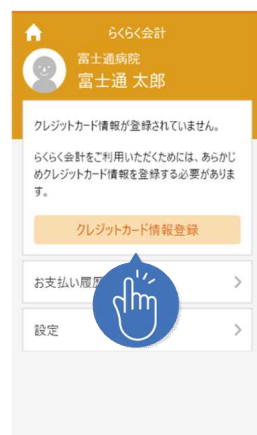 らくらく会計
富士通病院
富士通 太郎
クレジットカード情報が登録されていません。
らくらく会計をご利用いただくためには、あらかじ
めクレジットカード情報を登録する必要がありま
す。
クレジットカード情報登録
お支払い履歴
設定